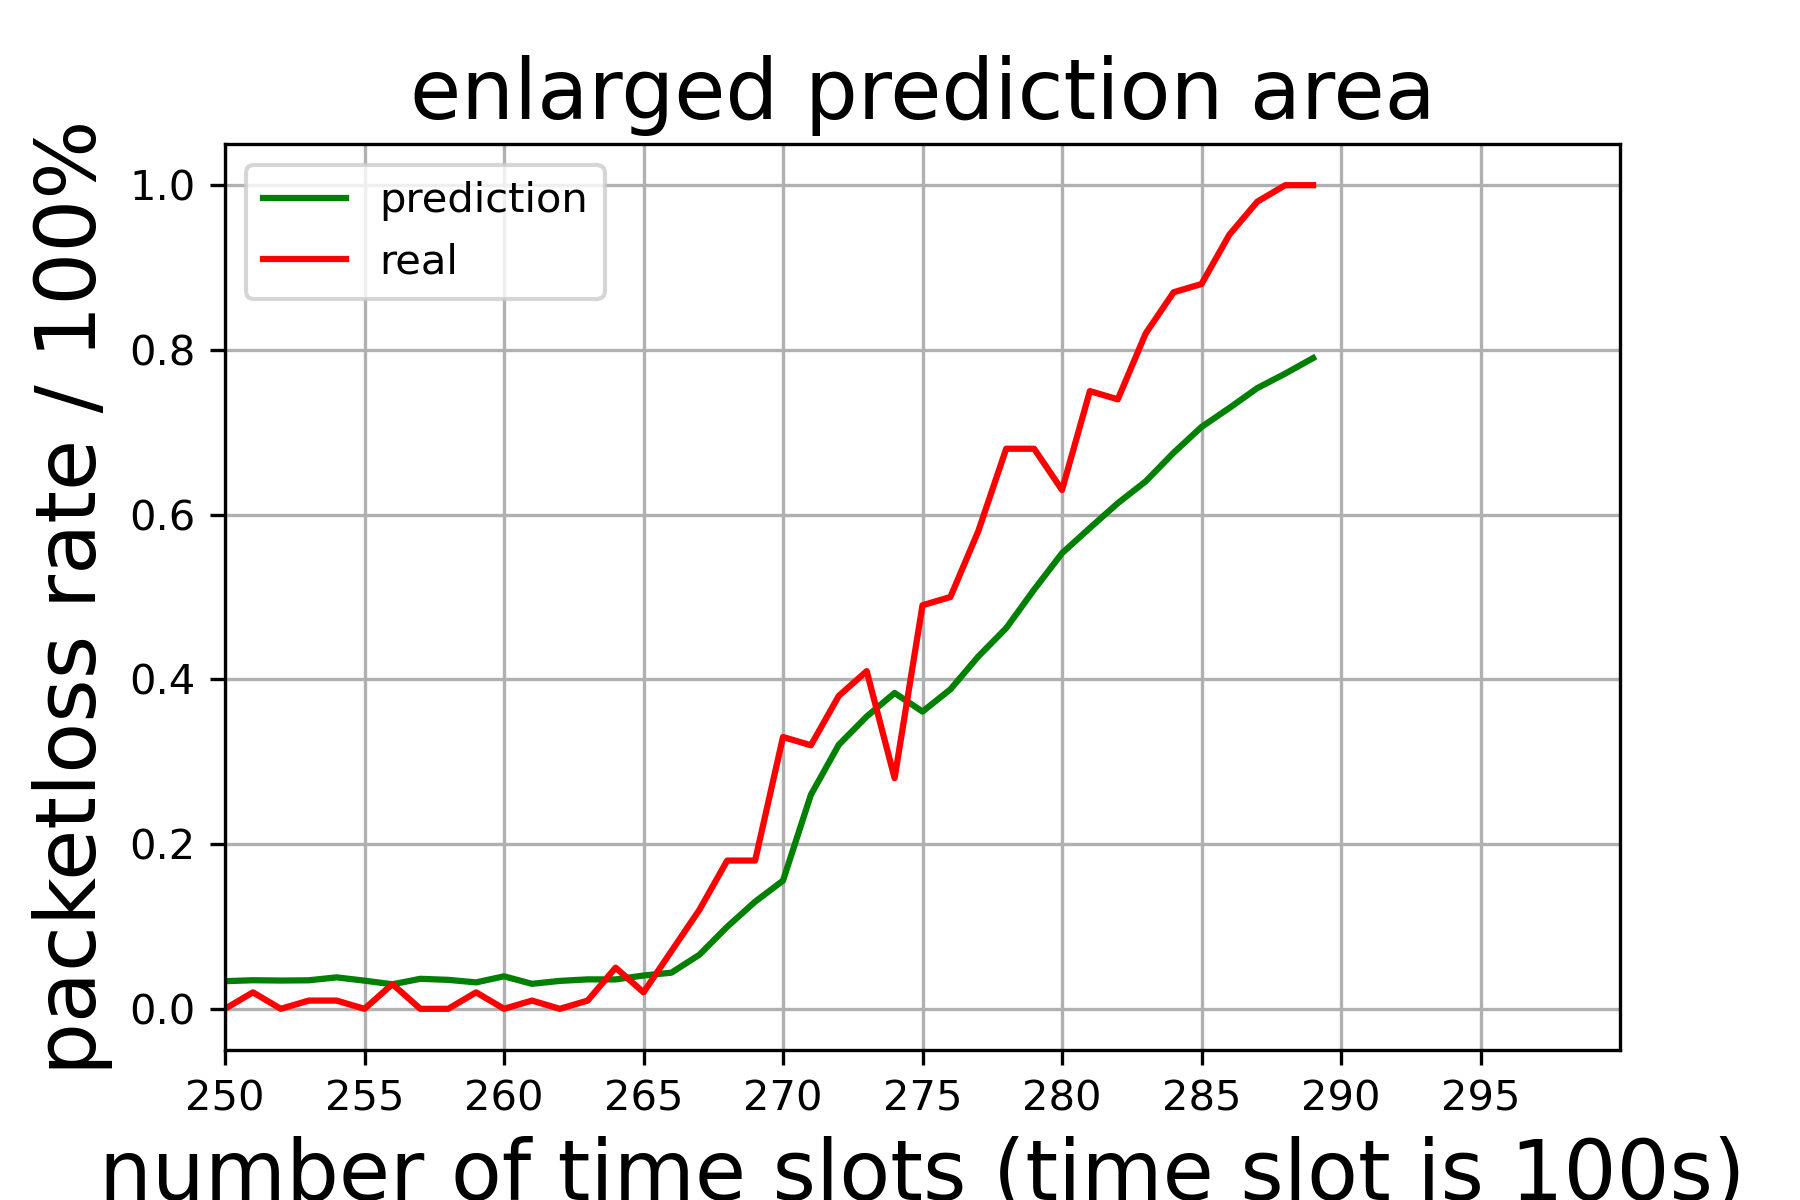 enlarged prediction area
packetloss rate / 100%
prediction
real
1.0
0.8
0.6
0.4
0.2
0.0
250 255 260 265 270 275 280 285 290 295
number of time slots (time slot is 100s)